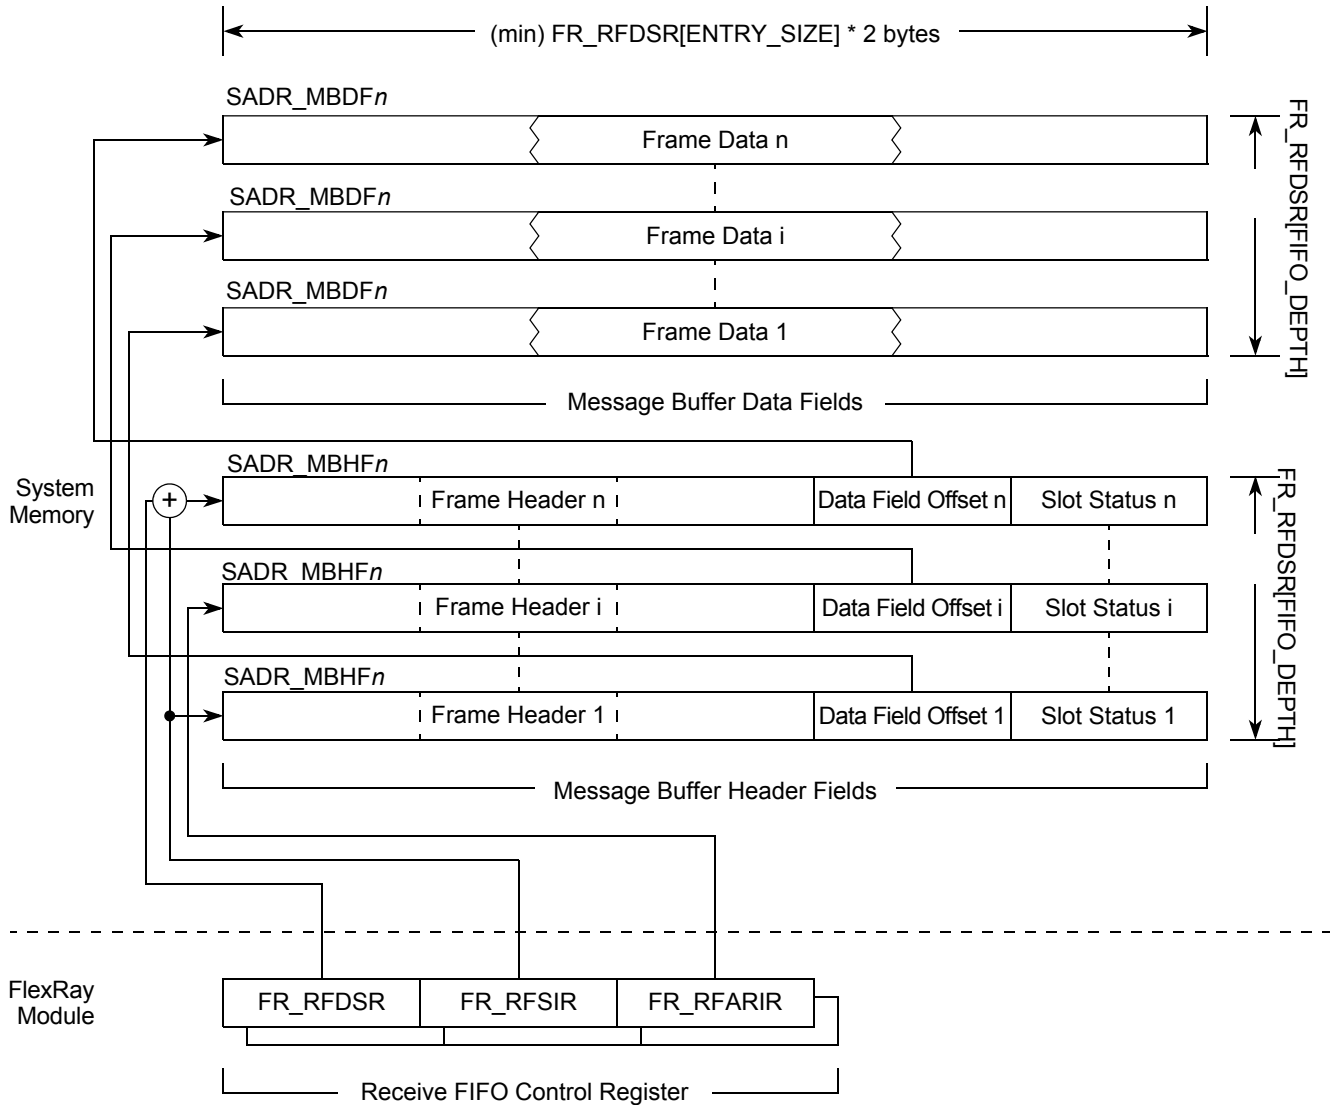 (min) FR_RFDSR[ENTRY_SIZE] * 2 bytes
SADR_MBDFn
Frame Data n
SADR_MBDFn
Frame Data i
SADR_MBDFn
Frame Data 1
FR_RFDSR[FIFO_DEPTH]
Message Buffer Data Fields
System
Memory
SADR_MBHFn
+
Frame Header n
Data Field Offset n
Slot Status n
SADR_MBHFn
Frame Header i
Data Field Offset i
Slot Status i
SADR_MBHFn
Frame Header 1
Data Field Offset 1
Slot Status 1
FR_RFDSR[FIFO_DEPTH]
Message Buffer Header Fields
FlexRay
Module
FR_RFDSR
FR_RFSIR
FR_RFARIR
Receive FIFO Control Register